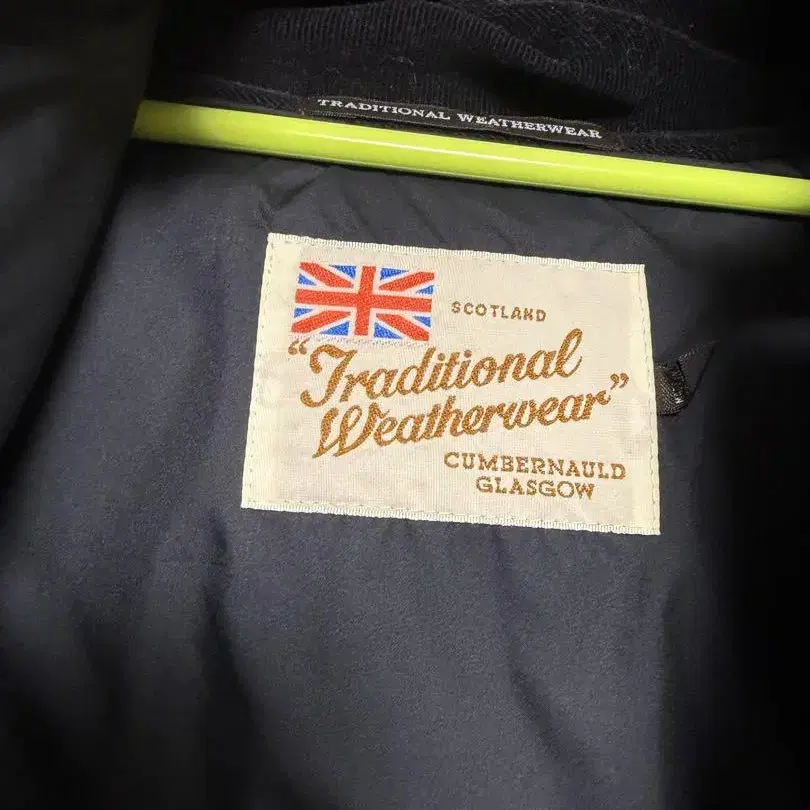 TRADITIONAL WEATHERWEAR
SCOTLAND
"Traditional
Weatherwear"
CUMBERNAULD
GLASGOW